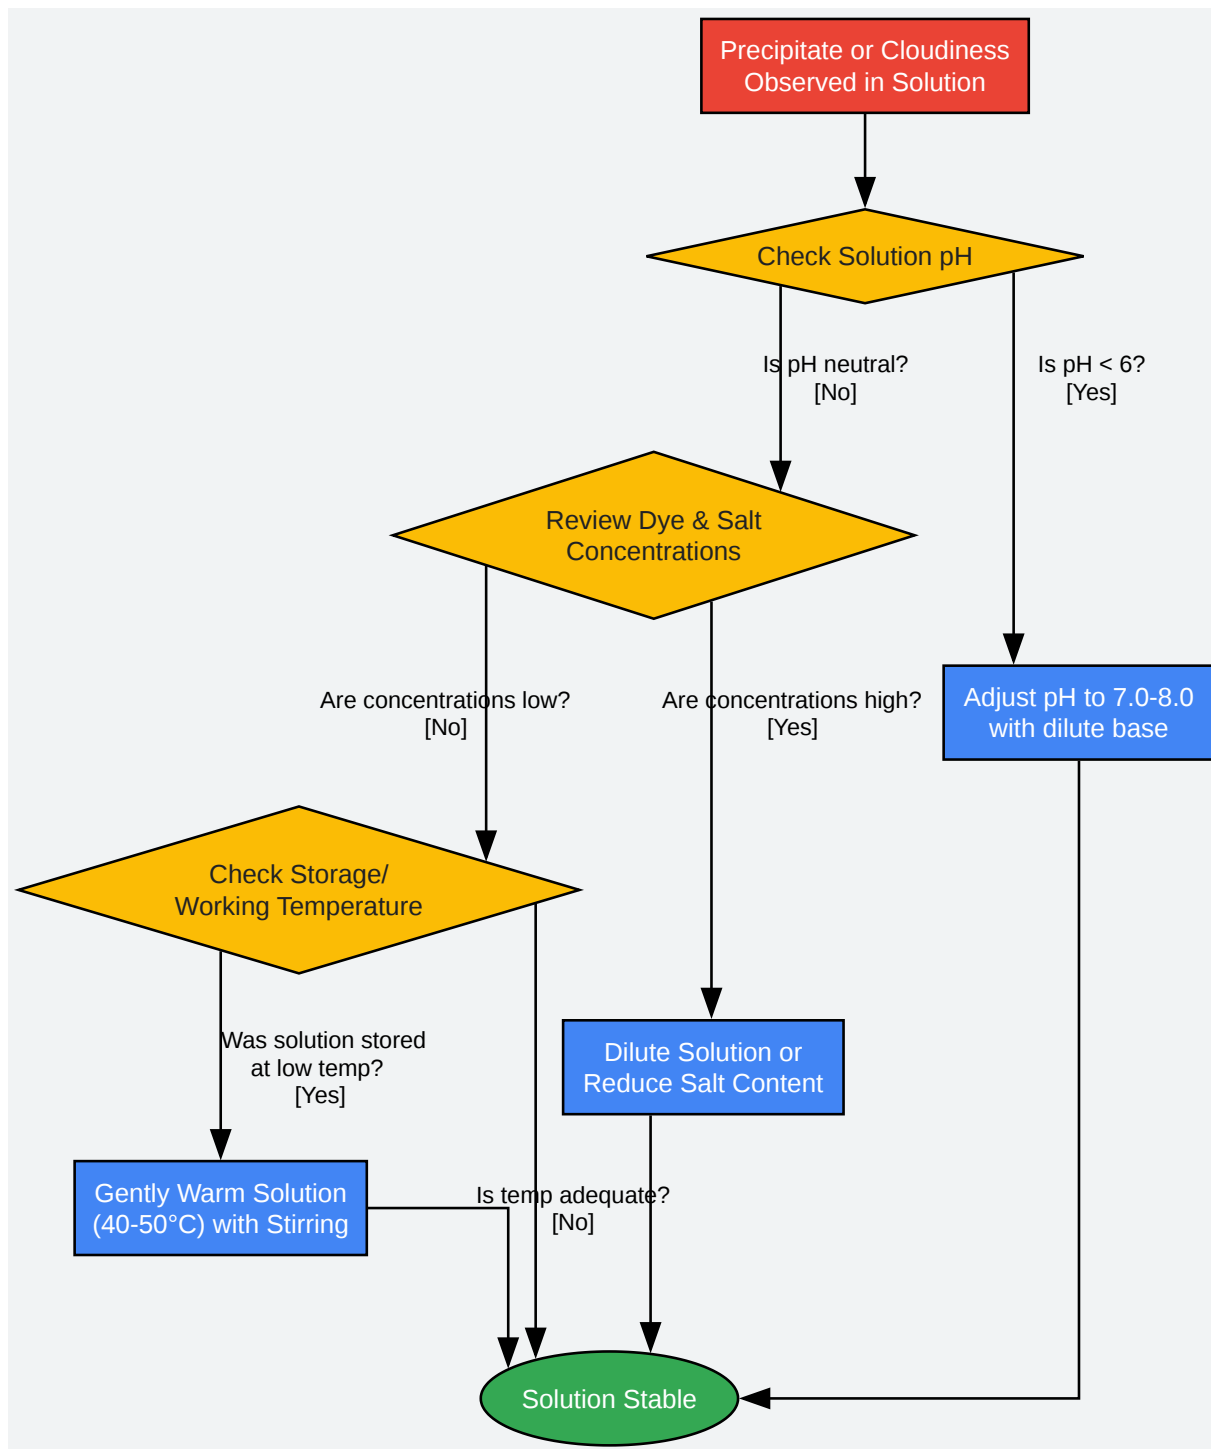 Precipitate or Cloudiness
Observed in Solution
Check Solution pH
Is pH neutral?
[No]
Is pH < 6?
[Yes]
Review Dye & Salt
Concentrations
Are concentrations low?
[No]
Are concentrations high?
[Yes]
Adjust pH to 7.0-8.0
with dilute base
Check Storage/
Working Temperature
Was solution stored
at low temp?
[Yes]
Dilute Solution or
Reduce Salt Content
Gently Warm Solution
(40-50°C) with Stirring
Is temp adequate?
[No]
Solution Stable